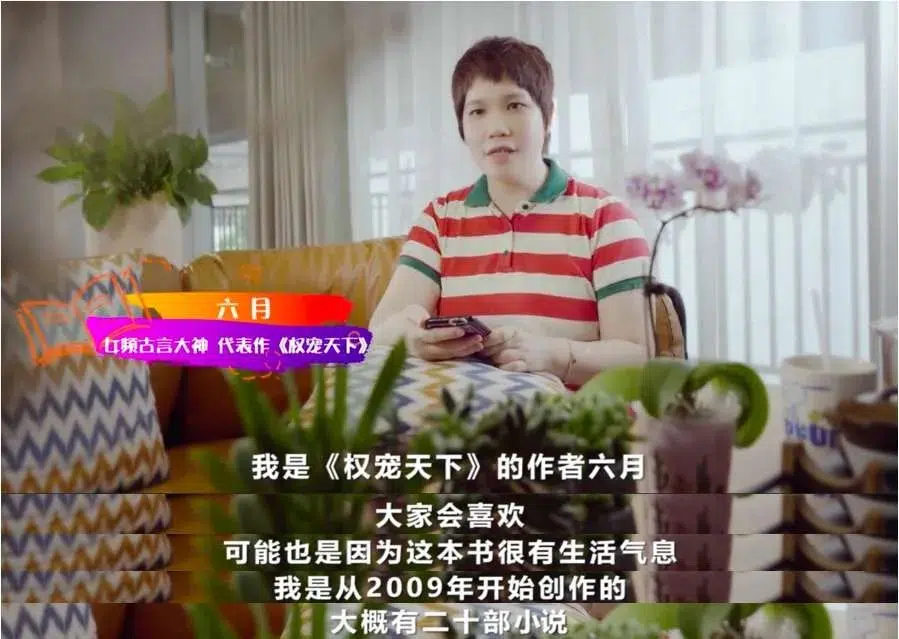 六月
女频古言大神 代表作《权宠天下》
我是《权宠天下》的作者六月
大家会喜欢
可能也是因为这本书很有生活气息
我是从2009年开始创作的
大概有二十部小说